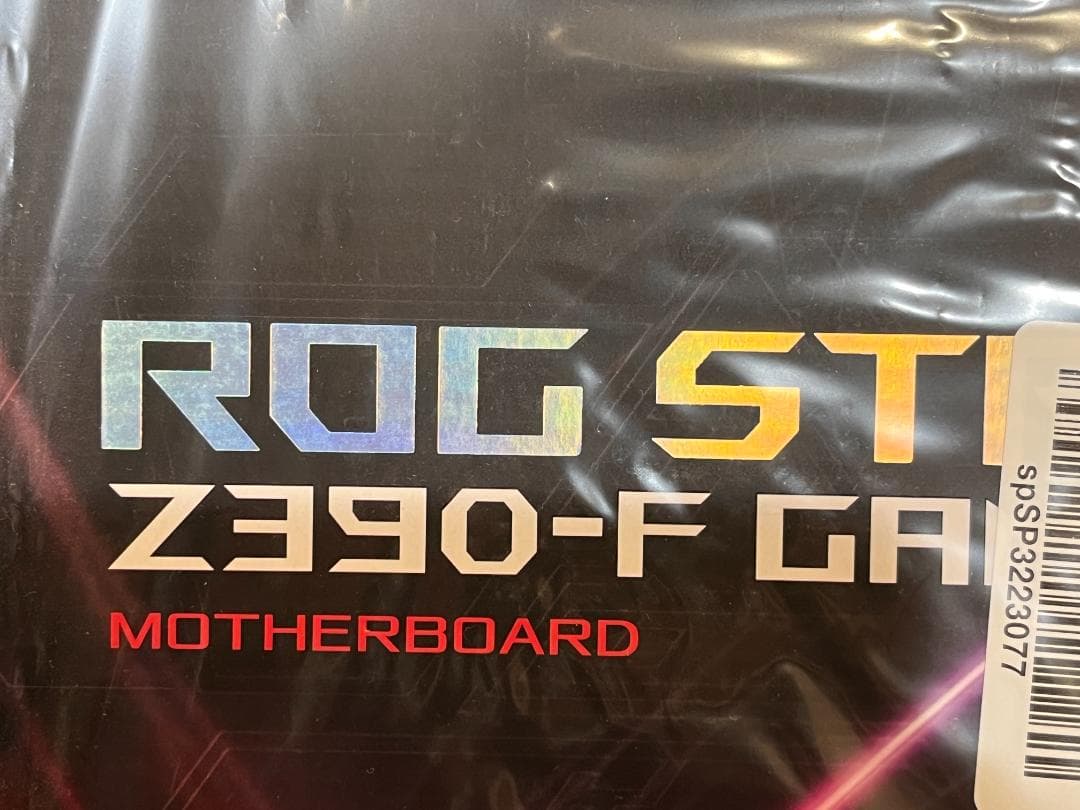 ROG ST
Z390-F GA
MOTHERBOARD
spSP3223077